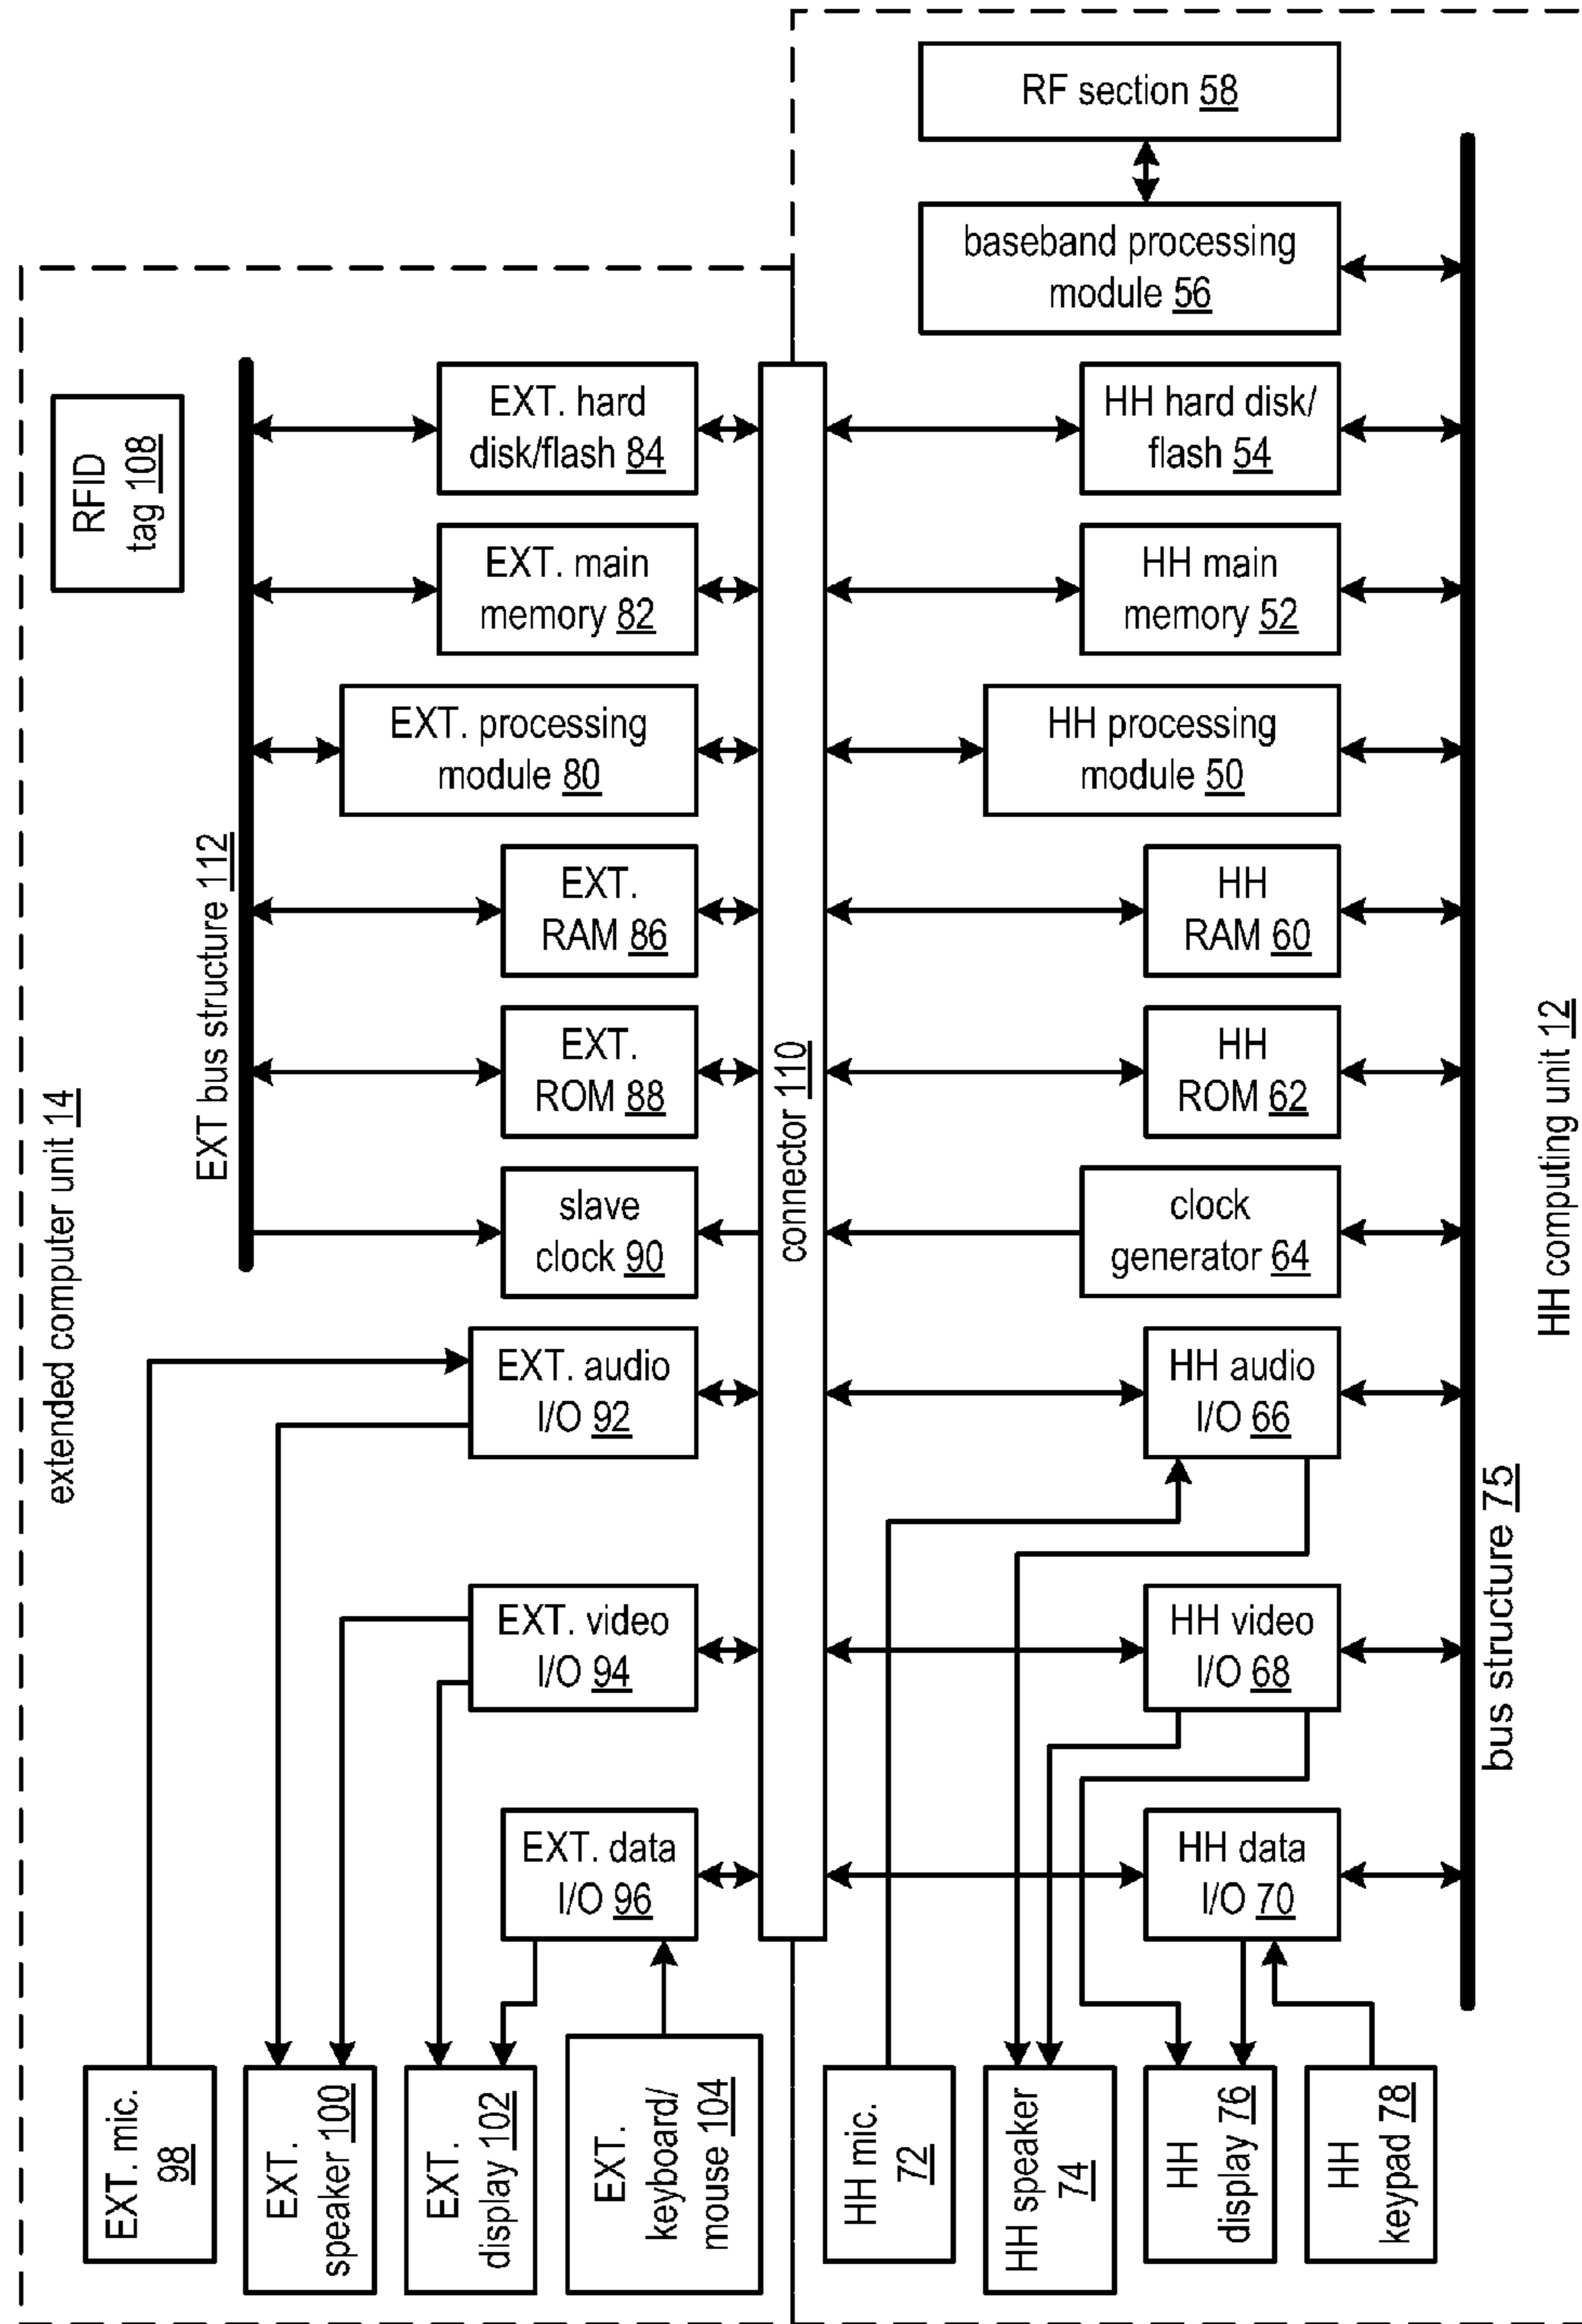 RF section 58
baseband processing
module 56
RFID
tag 108
EXT. hard
disk/flash 84
HH hard disk/
flash 54
EXT. main
memory 82
HH main
memory 52
EXT. processing
module 80
HH processing
module 50
EXT bus structure 112
EXT.
RAM 86
HH
RAM 60
EXT.
ROM 88
HH
ROM 62
connector 110
HH computing unit 12
extended computer unit 14
slave
clock 90
clock
generator 64
EXT. audio
I/O 92
HH audio
I/O 66
bus structure 75
EXT. video
I/O 94
HH video
I/O 68
EXT. data
I/O 96
HH data
I/O 70
EXT. mic.
98
EXT.
speaker 100
EXT.
display 102
EXT.
keyboard/
mouse 104
HH mic.
72
HH speaker
74
HH
display 76
HH
keypad 78